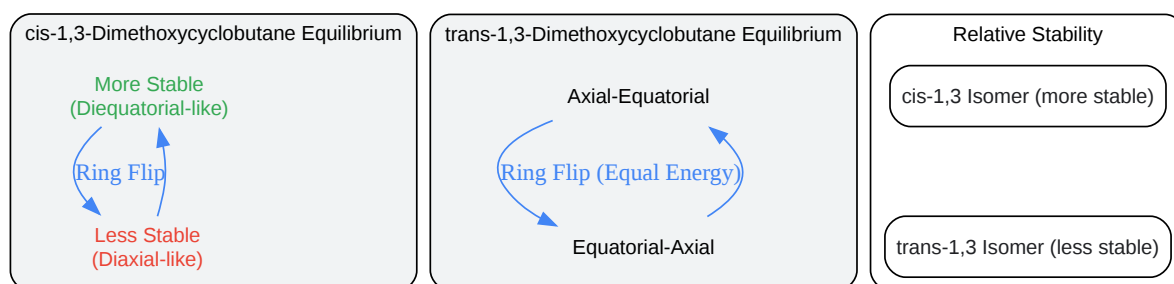 cis-1,3-Dimethoxycyclobutane Equilibrium
More Stable
(Diequatorial-like)
Ring Flip
Less Stable
(Diaxial-like)
trans-1,3-Dimethoxycyclobutane Equilibrium
Axial-Equatorial
Ring Flip (Equal Energy)
Equatorial-Axial
Relative Stability
cis-1,3 Isomer (more stable)
trans-1,3 Isomer (less stable)